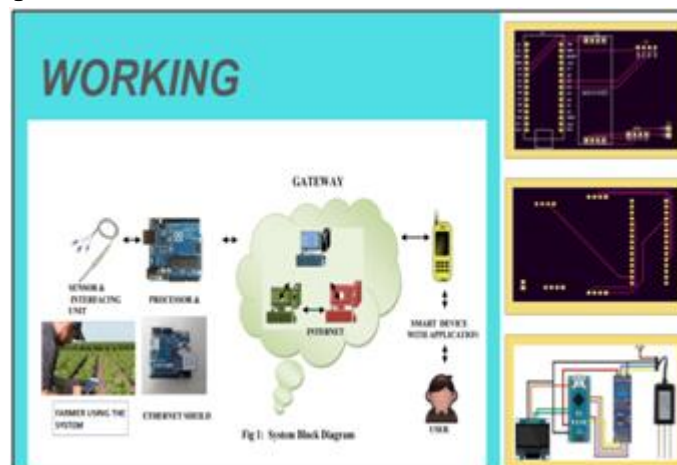 WORKING
GATEWAY
SENSOR &
INTERFACING
UNIT
PROCESSOR &
INTERNET
SMART DEVICE
WITH APPLICATION
FARMER USING THE
SYSTEM
ETHERNET SHEILD
USER
Fig 1: System Block Diagram